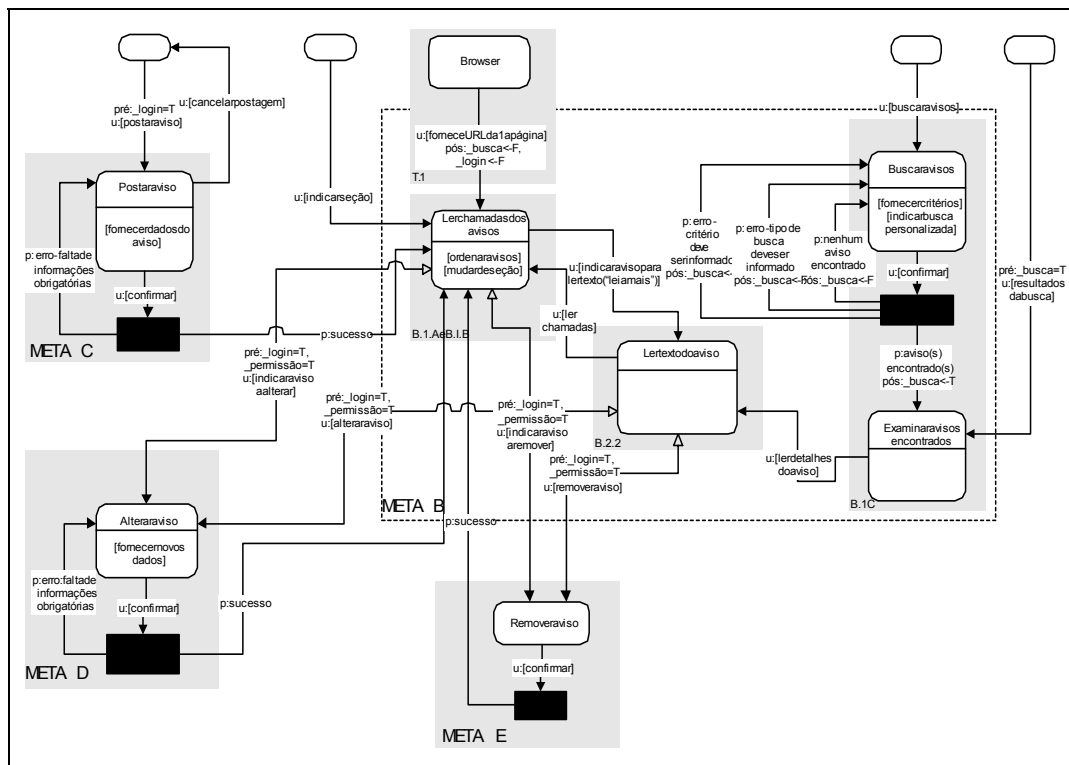 Browser
pré:_login=T
u:[postaraviso]
u:[cancelarpostagem]
u:[forneceURLda1apágina]
pós:_busca<-F,
_login<-F
T.1
u:[indicarseção]
u:[buscaravisos]
Postaraviso
[fornecerdadosdo
aviso]
p:erro-faltade
informações
obrigatórias
u:[confirmar]
META C
p:sucesso
Lerchamadasdos
avisos
[ordenaravisos]
[mudardeseção]
B.1.AeB.I.B
u:[indicaravisopara
lertexto("leiamais")]
u:[ler
chamadas]
Buscaravisos
[fornecercritérios]
[indicarbusca
personalizada]
p:erro-
critério
deve
serinformado
pós:_busca<-
p:erro-tipode
busca
deveser
informado
pós:_busca<-F
p:nenhum
aviso
encontrado
pós:_busca<-F
u:[confirmar]
pré:_busca=T
u:[resultados
dabusca]
p:aviso(s)
encontrado(s)
pós:_busca<-T
Lertextodoaviso
B.2.2
Examinaravisos
encontrados
B.1C
u:[lerdetalhes
doaviso]
pré:_login=T,
_permissão=T
u:[indicaraviso
aalterar]
pré:_login=T,
_permissão=T
u:[alteraraviso]
pré:_login=T,
_permissão=T
u:[indicaraviso
aremover]
pré:_login=T,
_permissão=T
u:[removeraviso]
META B
Alteraraviso
[fornecernovos
dados]
p:erro:faltade
informações
obrigatórias
u:[confirmar]
p:sucesso
META D
p:sucesso
Removeraviso
u:[confirmar]
META E